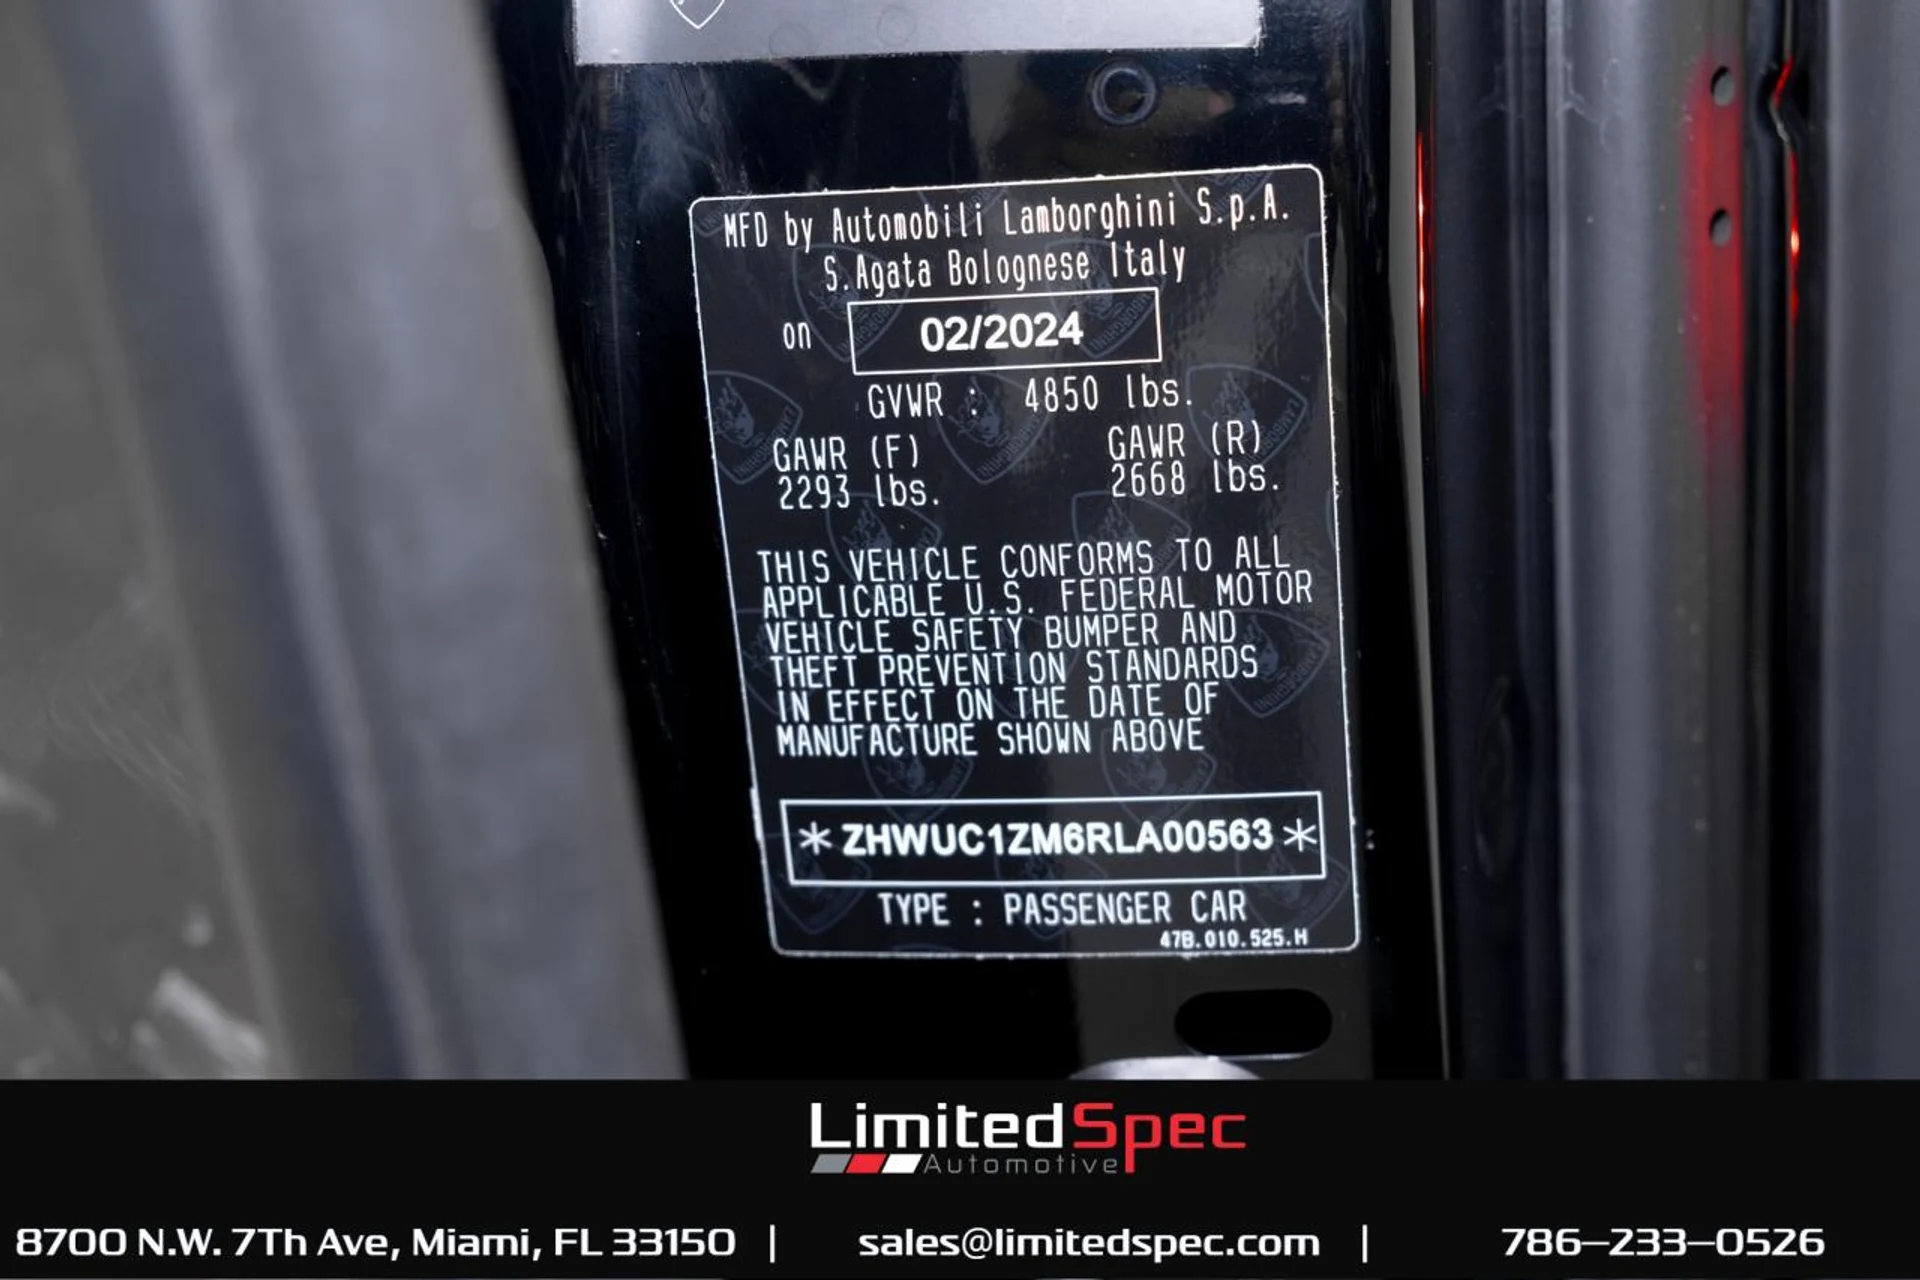 MFD by Automobili Lamborghini S.p.A.
S.Agata Bolognese Italy
on 02/2024
GVWR : 4850 lbs.
GAWR (F) GAWR (R)
2293 lbs. 2668 lbs.
THIS VEHICLE CONFORMS TO ALL
APPLICABLE U.S. FEDERAL MOTOR
VEHICLE SAFETY BUMPER AND
THEFT PREVENTION STANDARDS
IN EFFECT ON THE DATE OF
MANUFACTURE SHOWN ABOVE
*ZHWUC1ZM6RLA00563*
TYPE : PASSENGER CAR
47B.010.525.H
LimitedSpec
Automotive
8700 N.W. 7Th Ave, Miami, FL 33150 | sales@limitedspec.com | 786-233-0526